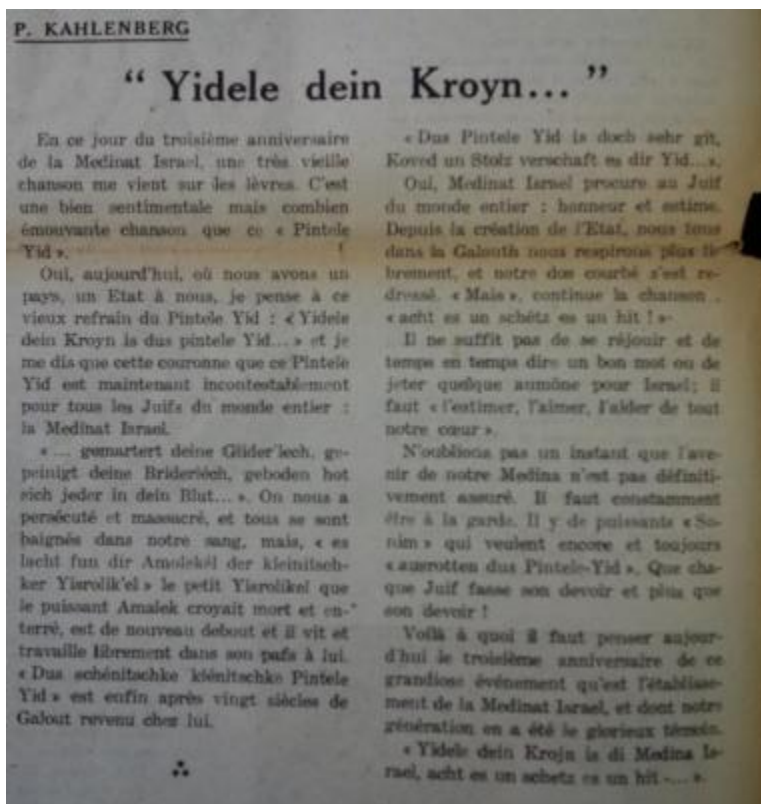 P. KAHLENBERG
“ Yidele dein Kroyn... ”
En ce jour du troisième anniversaire
de la Medinat Israel, une très vieille
chanson me vient sur les lèvres. C'est
une bien sentimentale mais combien
émouvante chanson que ce « Pintele
Yid ».
Oui, aujourd'hui, où nous avons un
pays, un Etat à nous, je pense à ce
vieux refrain du Pintele Yid : « Yidele
dein Kroyn is dus pintele Yid... » et je
me dis que cette couronne que ce Pintele
Yid est maintenant incontestablement
pour tous les Juifs du monde entier :
la Medinat Israel.
« ... gemartert deine Glider'lech, ge-
peinigt deine Briderléch, geboden hot
sich jeder in dein Blut... ». On nous a
persécuté et massacré, et tous se sont
baignés dans notre sang, mais, « es
lacht fun dir Amolekél der kleinitsch-
ker Yisrolik'el » le petit Yisrolikel que
le puissant Amalek croyait mort et en-
terré, est de nouveau debout et il vit et
travaille librement dans son pafs à lui.
« Dus schénitschke kiénitschke Pintele
Yid » est enfin après vingt siècles de
Galout revenu chez lui.
« Dus Pintele Yid is doch sehr git,
Koved un Stolz verschaft es dir Yid... ».
Oui, Medinat Israel procure au Juif
du monde entier : honneur et estime.
Depuis la création de l'Etat, nous tous
dans la Galouth nous respirons plus li-
brement, et notre dos courbé s'est re-
dressé. « Mais », continue la chanson
« acht es un schétz es un hit ! »
Il ne suffit pas de se réjouir et de
temps en temps dire un bon mot ou de
jeter quelque aumône pour Israel; il
faut « l'estimer, l'aimer, l'aider de tout
notre cœur ».
N'oublions pas un instant que l'ave-
nir de notre Medina n'est pas définiti-
vement assuré. Il faut constamment
être à la garde. Il y de puissants « So-
nim » qui veulent encore et toujours
« ausrotten dus Pintele-Yid ». Que cha-
que Juif fasse son devoir et plus que
son devoir !
Voilà à quoi il faut penser aujour-
d'hui le troisième anniversaire de ce
grandiose événement qu'est l'établisse-
ment de la Medinat Israel, et dont notre
génération en a été le glorieux témoin.
« Yidele dein Krojn is di Medina Is-
rael, acht es un schetz es un hit -... ».